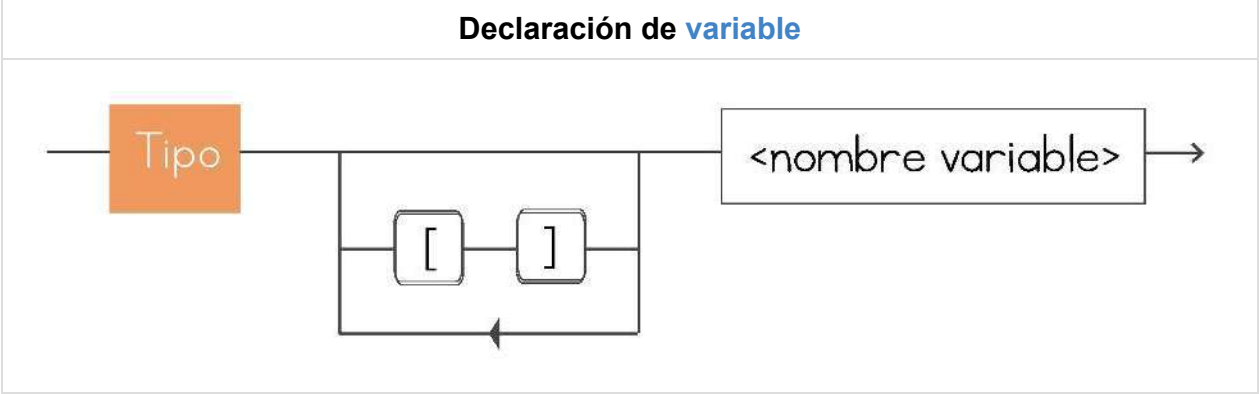 Declaración de variable
Tipo
<nombre variable>
[ ]